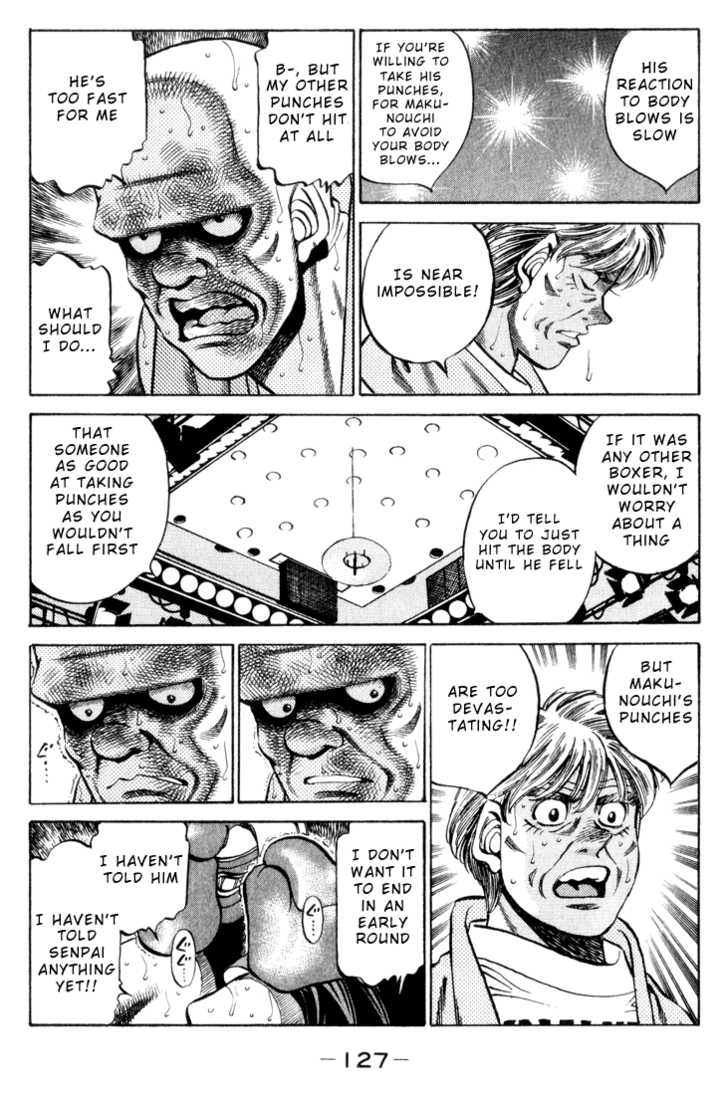 HIS
REACTION
TO BODY
BLOWS IS
SLOW
IF YOU'RE
WILLING TO
TAKE HIS
PUNCHES,
FOR MAKU-
NOUCHI
TO AVOID
YOUR BODY
BLOWS...
IS NEAR
IMPOSSIBLE!
B-, BUT
MY OTHER
PUNCHES
DON'T HIT
AT ALL
HE'S
TOO FAST
FOR ME
WHAT
SHOULD
I DO...
IF IT WAS
ANY OTHER
BOXER, I
WOULDN'T
WORRY
ABOUT A
THING
I'D TELL
YOU TO JUST
HIT THE BODY
UNTIL HE FELL
THAT
SOMEONE
AS GOOD
AT TAKING
PUNCHES
AS YOU
WOULDN'T
FALL FIRST
BUT
MAKU-
NOUCHI'S
PUNCHES
ARE TOO
DEVAS-
TATING!!
ぐ…
I DON'T
WANT IT
TO END
IN AN
EARLY
ROUND
ぐ…
ぐぐ…
I HAVEN'T
TOLD HIM
I HAVEN'T
TOLD
SENPAI
ANYTHING
YET!!
—127—